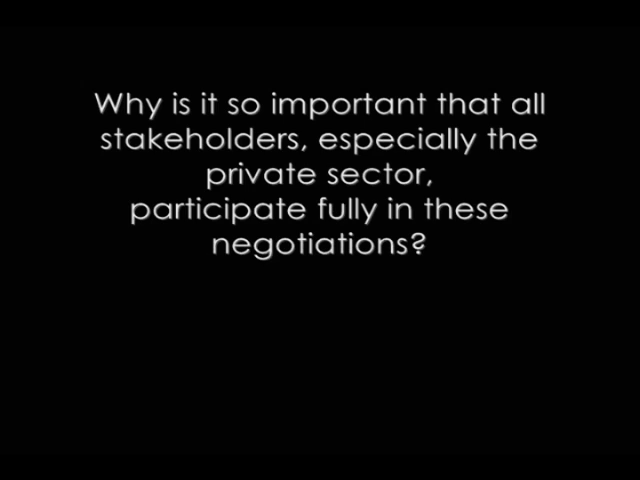 Why is it so important that all
stakeholders, especially the
private sector,
participate fully in these
negotiations?